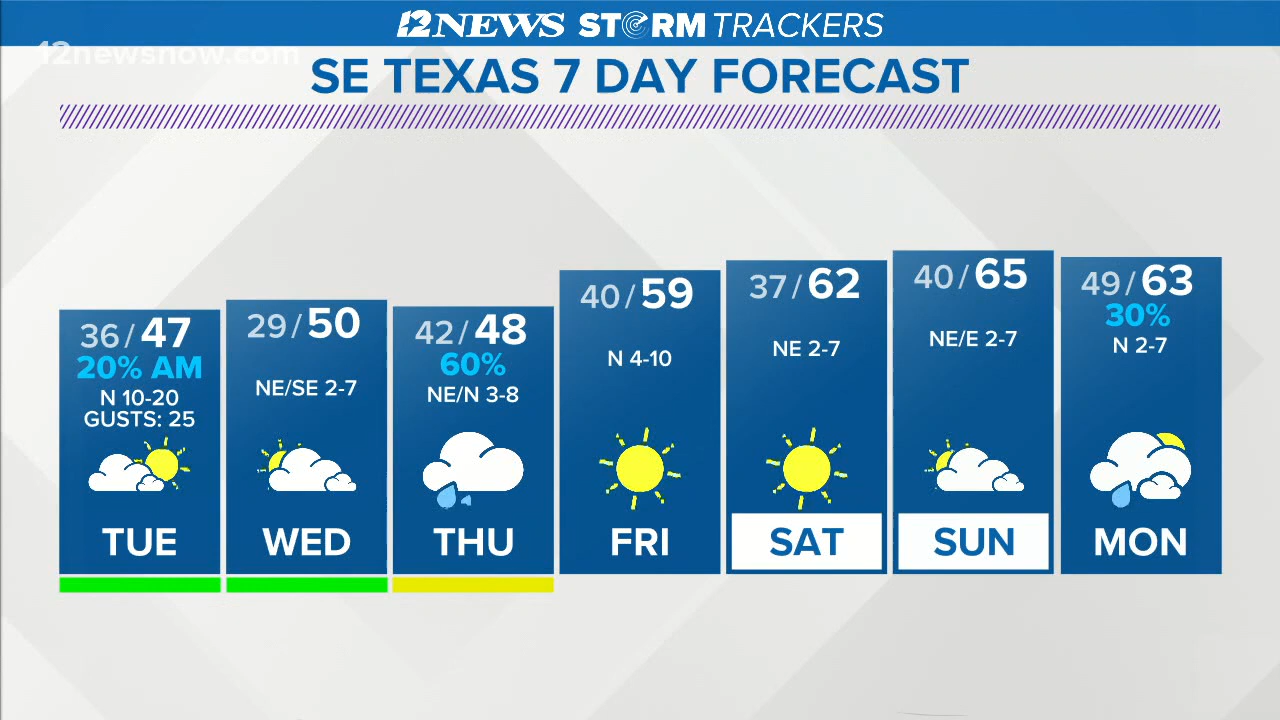 12NEWS STORM TRACKERS
12newsnow.com
SE TEXAS 7 DAY FORECAST
36/47
20% AM
N 10-20
GUSTS: 25
TUE
29/50
NE/SE 2-7
WED
42/48
60%
NE/N 3-8
THU
40/59
N 4-10
FRI
37/62
NE 2-7
SAT
40/65
NE/E 2-7
SUN
49/63
30%
N 2-7
MON